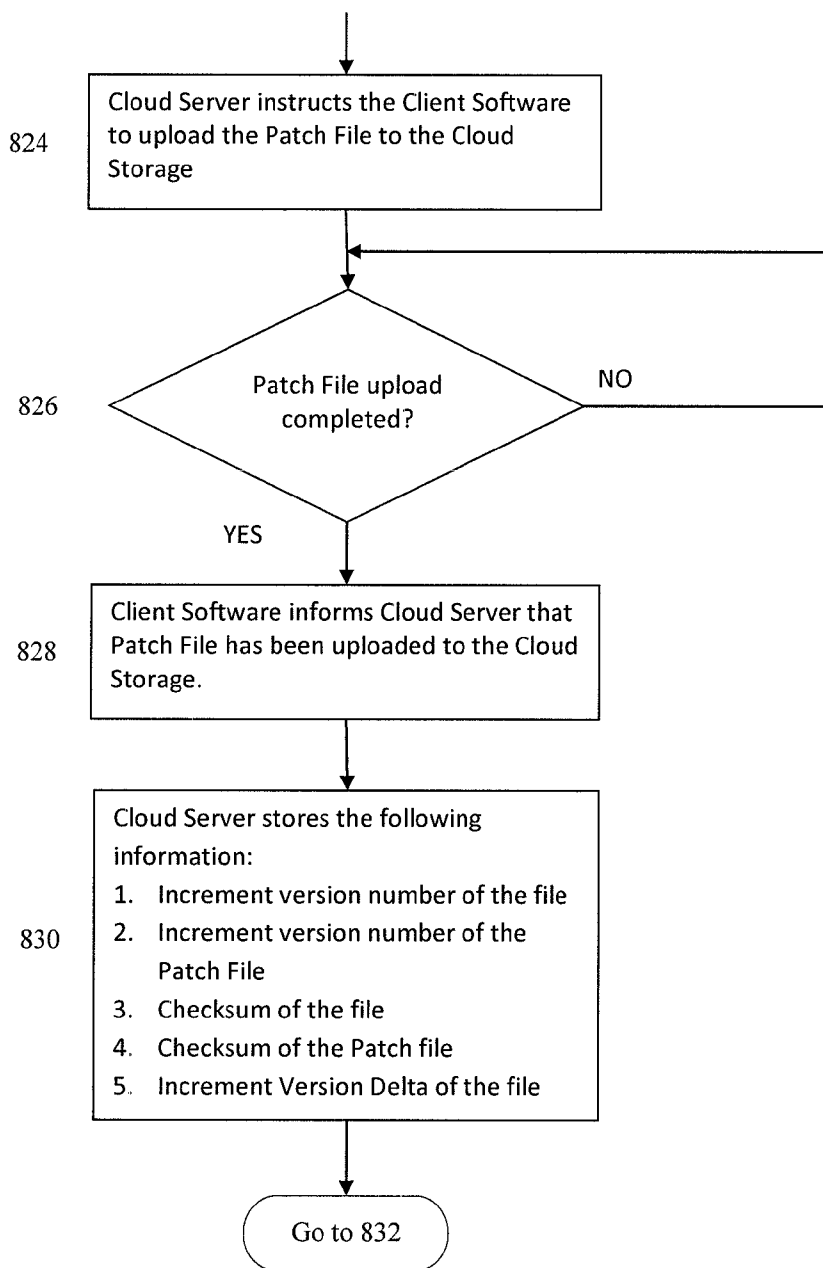 824
Cloud Server instructs the Client Software
to upload the Patch File to the Cloud
Storage
826
Patch File upload
completed?
NO
YES
828
Client Software informs Cloud Server that
Patch File has been uploaded to the Cloud
Storage.
830
Cloud Server stores the following
information:
1. Increment version number of the file
2. Increment version number of the
Patch File
3. Checksum of the file
4. Checksum of the Patch file
5. Increment Version Delta of the file
Go to 832